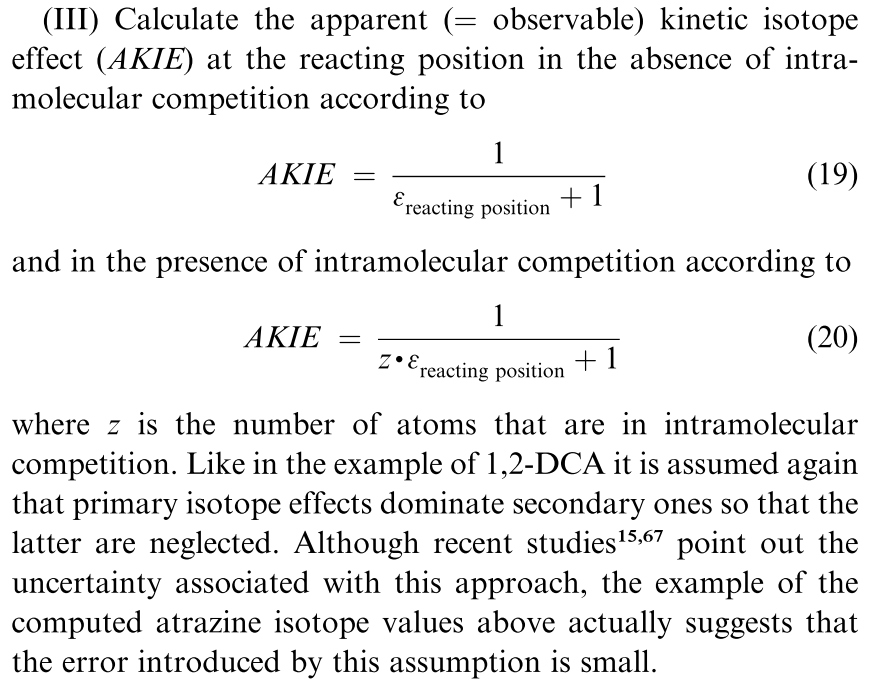 (III) Calculate the apparent (= observable) kinetic isotope
effect (AKIE) at the reacting position in the absence of intra-
molecular competition according to
AKIE = 1 / (ε_reacting position + 1) (19)
and in the presence of intramolecular competition according to
AKIE = 1 / (z•ε_reacting position + 1) (20)
where z is the number of atoms that are in intramolecular
competition. Like in the example of 1,2-DCA it is assumed again
that primary isotope effects dominate secondary ones so that the
latter are neglected. Although recent studies15,67 point out the
uncertainty associated with this approach, the example of the
computed atrazine isotope values above actually suggests that
the error introduced by this assumption is small.